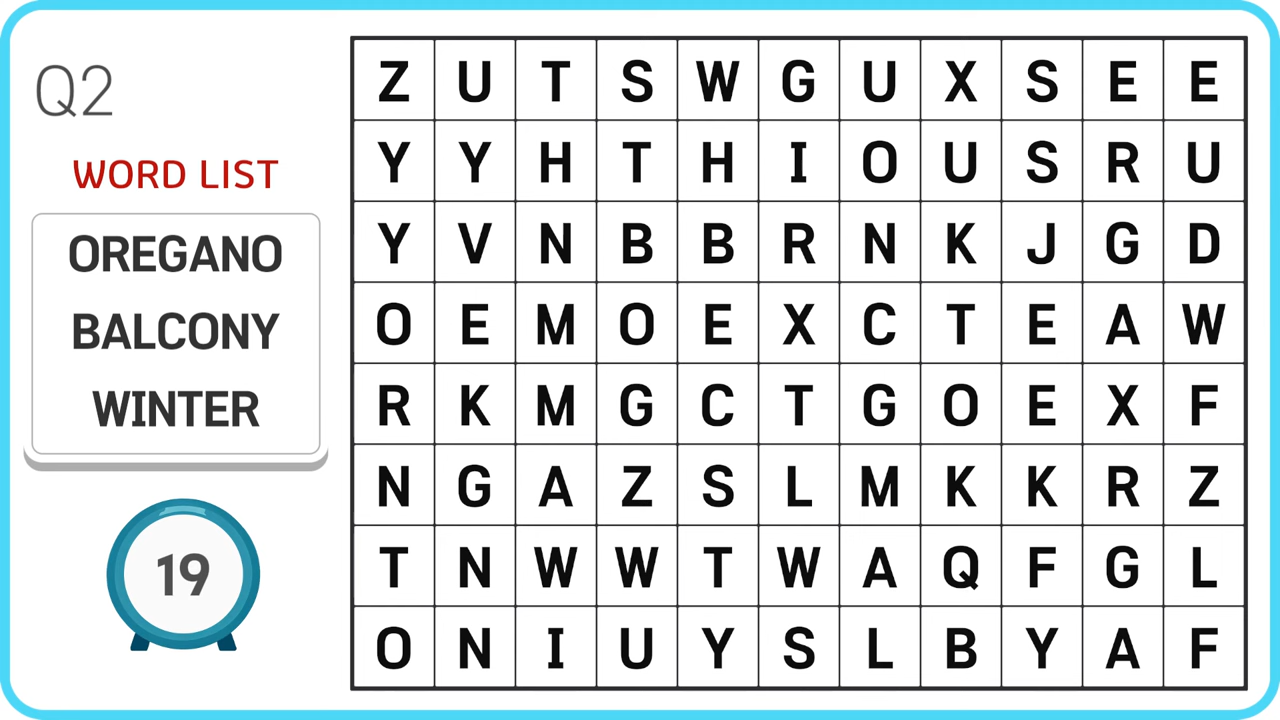 Q2
WORD LIST
OREGANO
BALCONY
WINTER
19
Z U T S W G U X S E E
Y Y H T H I O U S R U
Y V N B B R N K J G D
O E M O E X C T E A W
R K M G C T G O E X F
N G A Z S L M K K R Z
T N W W T W A Q F G L
O N I U Y S L B Y A F